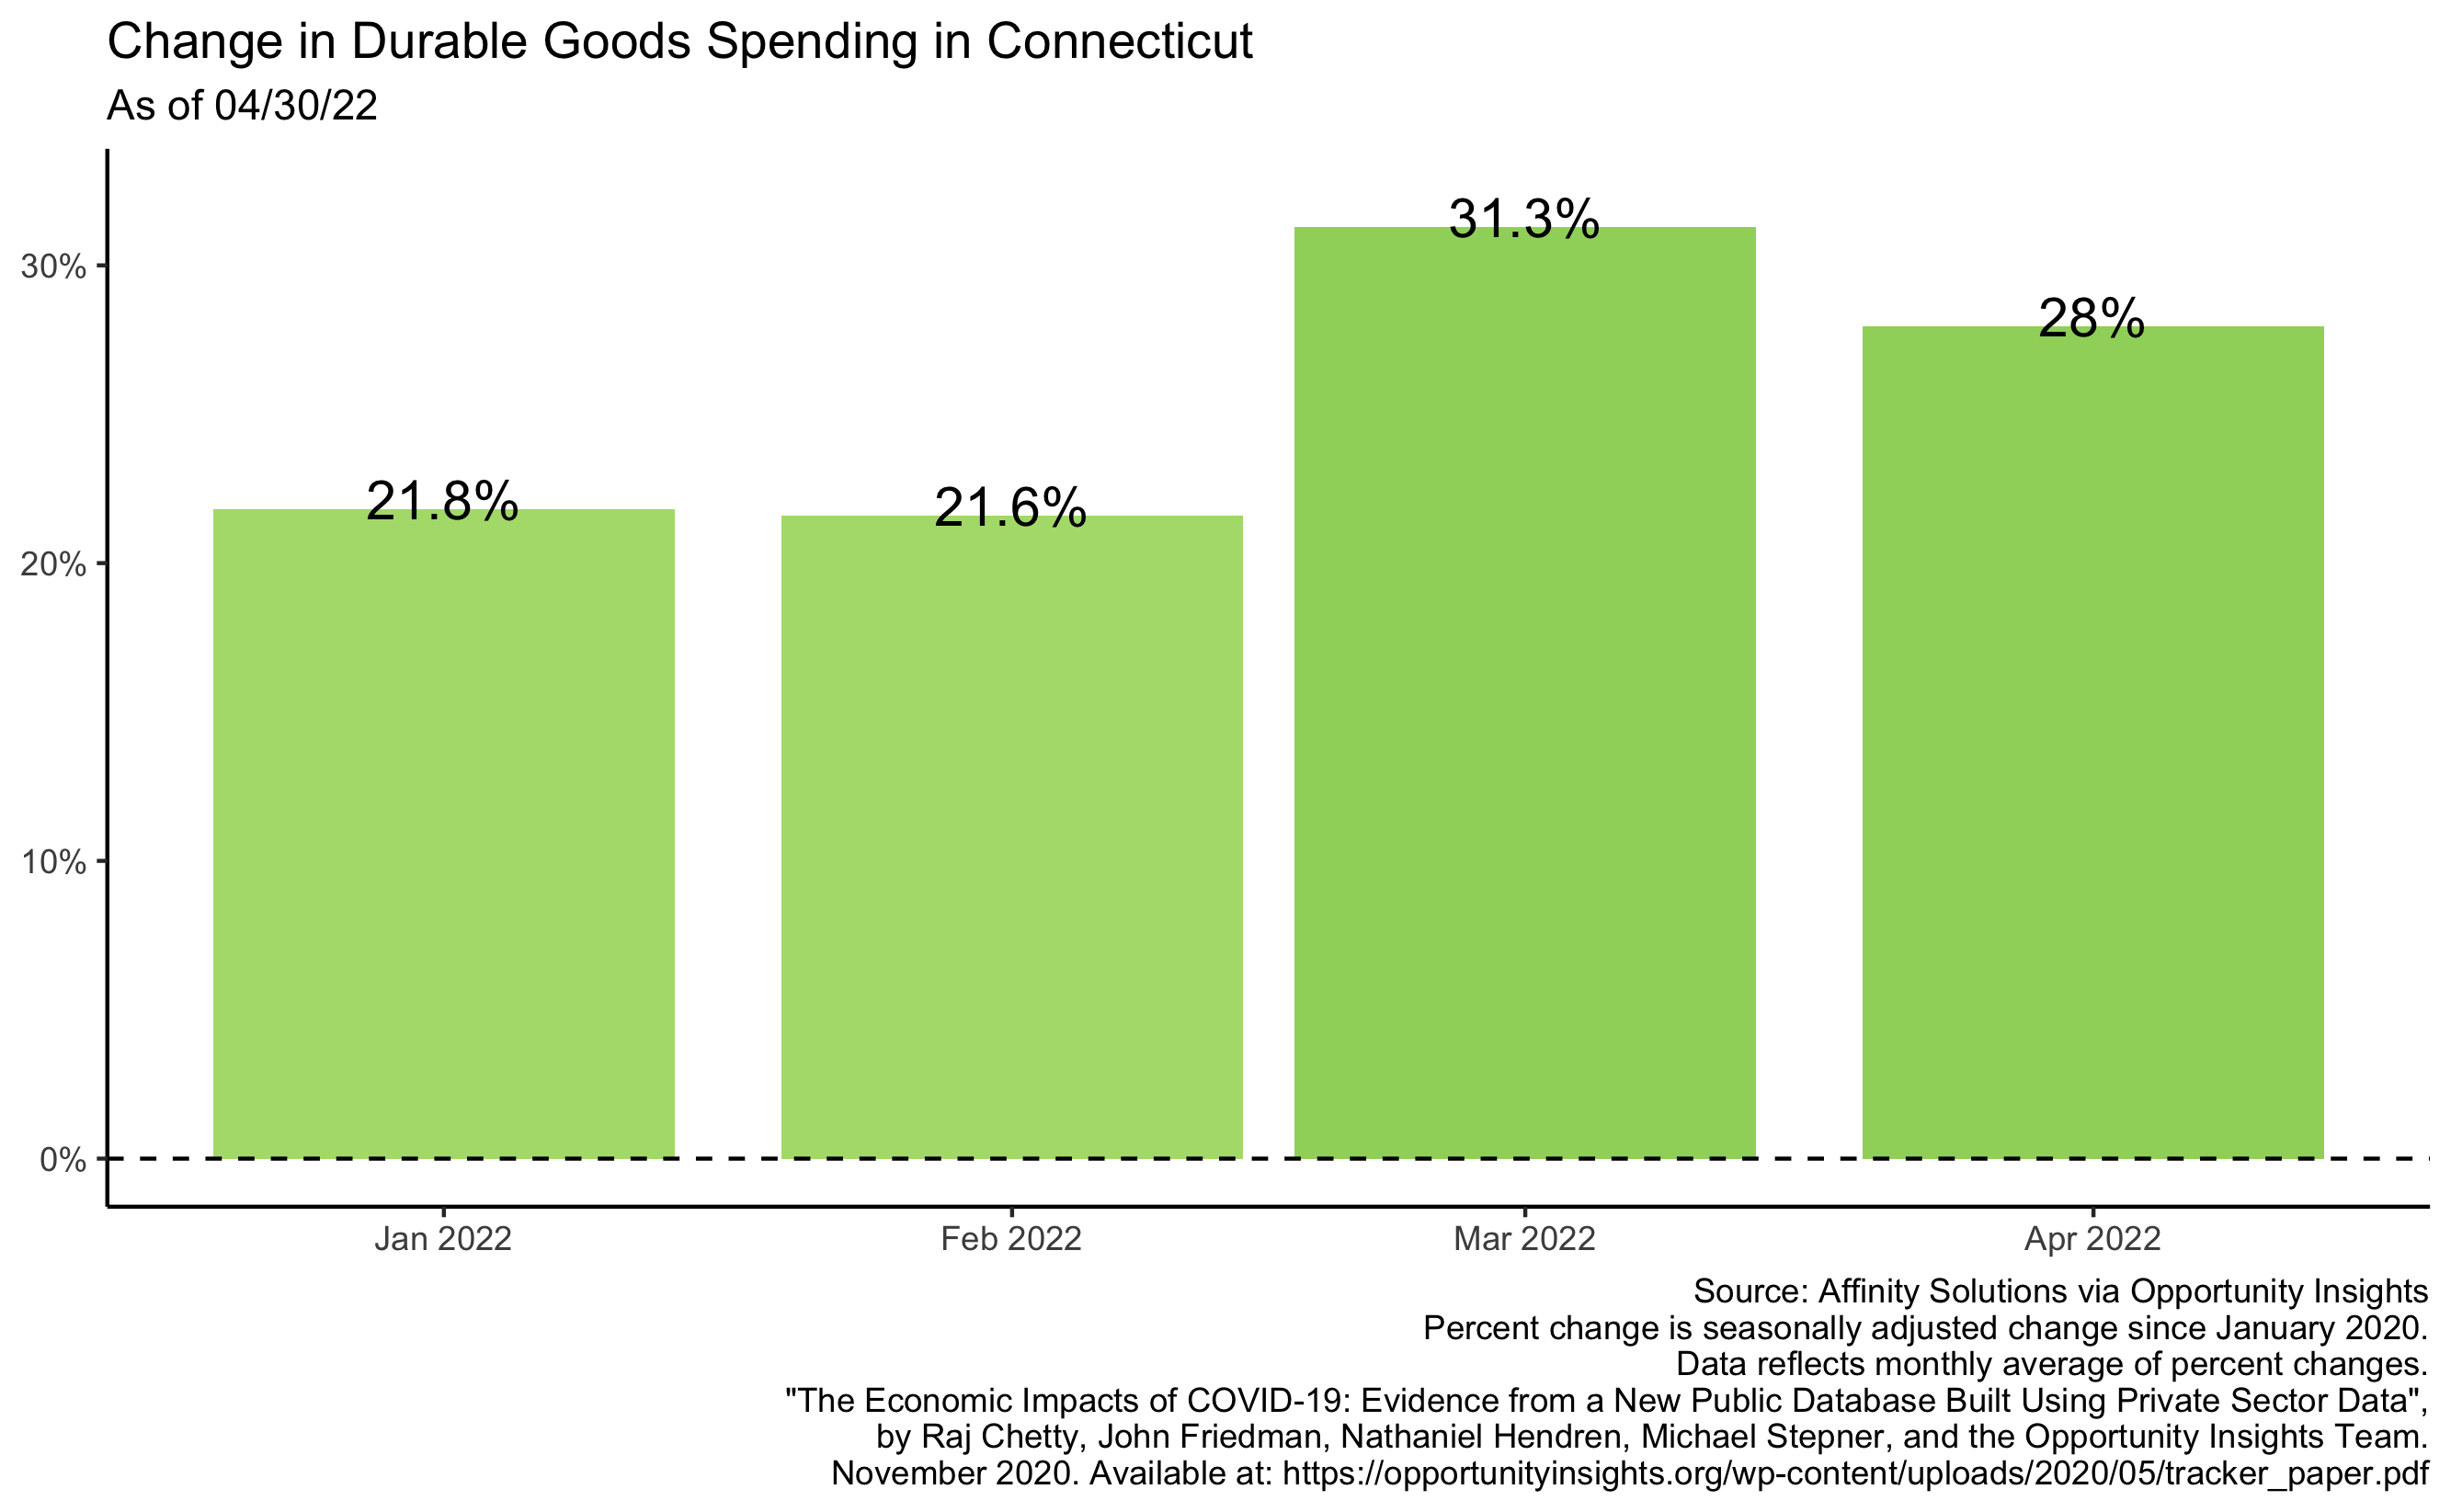 Change in Durable Goods Spending in Connecticut
As of 04/30/22
31.3%
30%
28%
21.8%
21.6%
20%
10%
0%
Jan 2022
Feb 2022
Mar 2022
Apr 2022
Source: Affinity Solutions via Opportunity Insights
Percent change is seasonally adjusted change since January 2020.
Data reflects monthly average of percent changes.
"The Economic Impacts of COVID-19: Evidence from a New Public Database Built Using Private Sector Data",
by Raj Chetty, John Friedman, Nathaniel Hendren, Michael Stepner, and the Opportunity Insights Team.
November 2020. Available at: https://opportunityinsights.org/wp-content/uploads/2020/05/tracker_paper.pdf